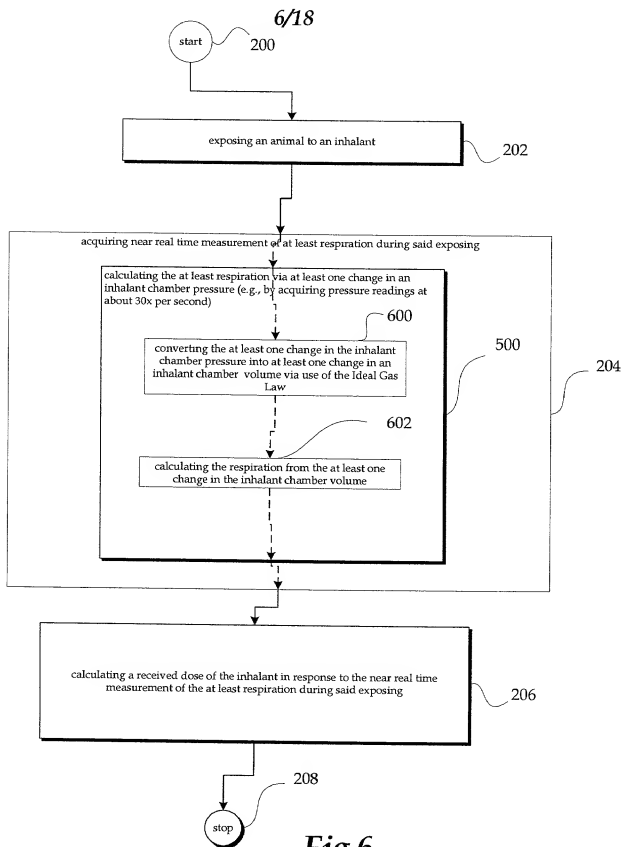 6/18
start
200
exposing an animal to an inhalant
202
acquiring near real time measurement of at least respiration during said exposing
calculating the at least respiration via at least one change in an
inhalant chamber pressure (e.g., by acquiring pressure readings at
about 30x per second)
600
converting the at least one change in the inhalant
chamber pressure into at least one change in an
inhalant chamber volume via use of the Ideal Gas
Law
500
204
602
calculating the respiration from the at least one
change in the inhalant chamber volume
calculating a received dose of the inhalant in response to the near real time
measurement of the at least respiration during said exposing
206
208
stop
Fig 6